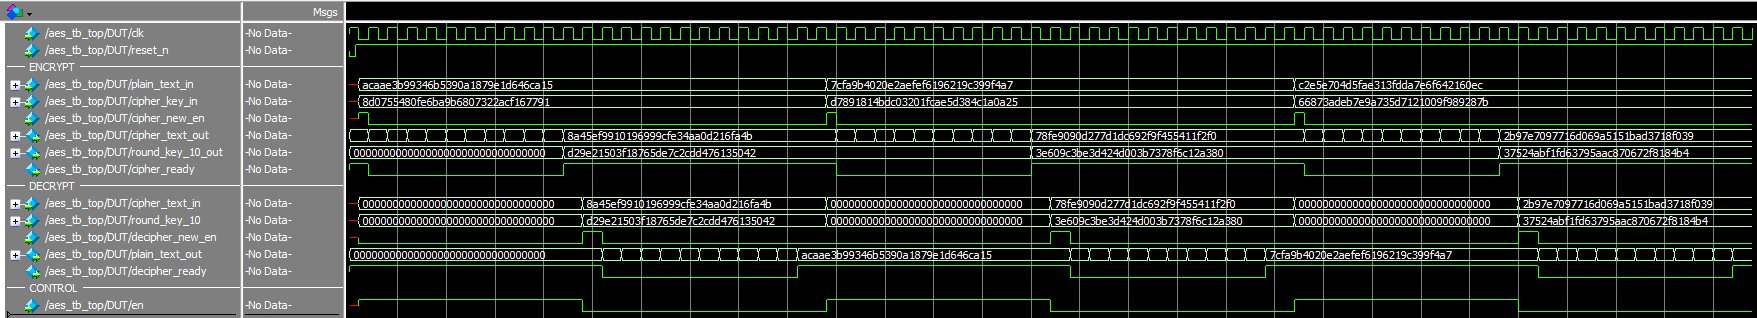 Msgs
/aes_tb_top/DUT/clk -No Data-
/aes_tb_top/DUT/reset_n -No Data-
ENCRYPT
/aes_tb_top/DUT/plain_text_in -No Data- acaae3b99346b5390a1879e1d646ca15 7cfa9b4020e2aefef6196219c399f4a7 c2e5e704d5fae313fdda7e6f642160ec
/aes_tb_top/DUT/cipher_key_in -No Data- 8d0755480fe6ba9b6807322acf167791 d7891814bdc03201fcae5d384c1a0a25 66873adeb7e9a735d7121009f989287b
/aes_tb_top/DUT/cipher_new_en -No Data-
/aes_tb_top/DUT/cipher_text_out -No Data- 8a45ef9910196999cfe34aa0d216fa4b 78fe9090d277d1dc692f9f455411f2f0 2b97e7097716d069a5151bad3718f039
/aes_tb_top/DUT/round_key_10_out -No Data- 00000000000000000000000000000000 d29e21503f18765de7c2cdd476135042 3e609c3be3d424d003b7378f6c12a380 37524abf1fd63795aac870672f8184b4
/aes_tb_top/DUT/cipher_ready -No Data-
DECRYPT
/aes_tb_top/DUT/cipher_text_in -No Data- 00000000000000000000000000000000 8a45ef9910196999cfe34aa0d216fa4b 00000000000000000000000000000000 78fe9090d277d1dc692f9f455411f2f0 00000000000000000000000000000000 2b97e7097716d069a5151bad3718f039
/aes_tb_top/DUT/round_key_10 -No Data- 00000000000000000000000000000000 d29e21503f18765de7c2cdd476135042 00000000000000000000000000000000 3e609c3be3d424d003b7378f6c12a380 00000000000000000000000000000000 37524abf1fd63795aac870672f8184b4
/aes_tb_top/DUT/decipher_new_en -No Data-
/aes_tb_top/DUT/plain_text_out -No Data- 00000000000000000000000000000000 acaae3b99346b5390a1879e1d646ca15 7cfa9b4020e2aefef6196219c399f4a7
/aes_tb_top/DUT/decipher_ready -No Data-
CONTROL
/aes_tb_top/DUT/en -No Data-